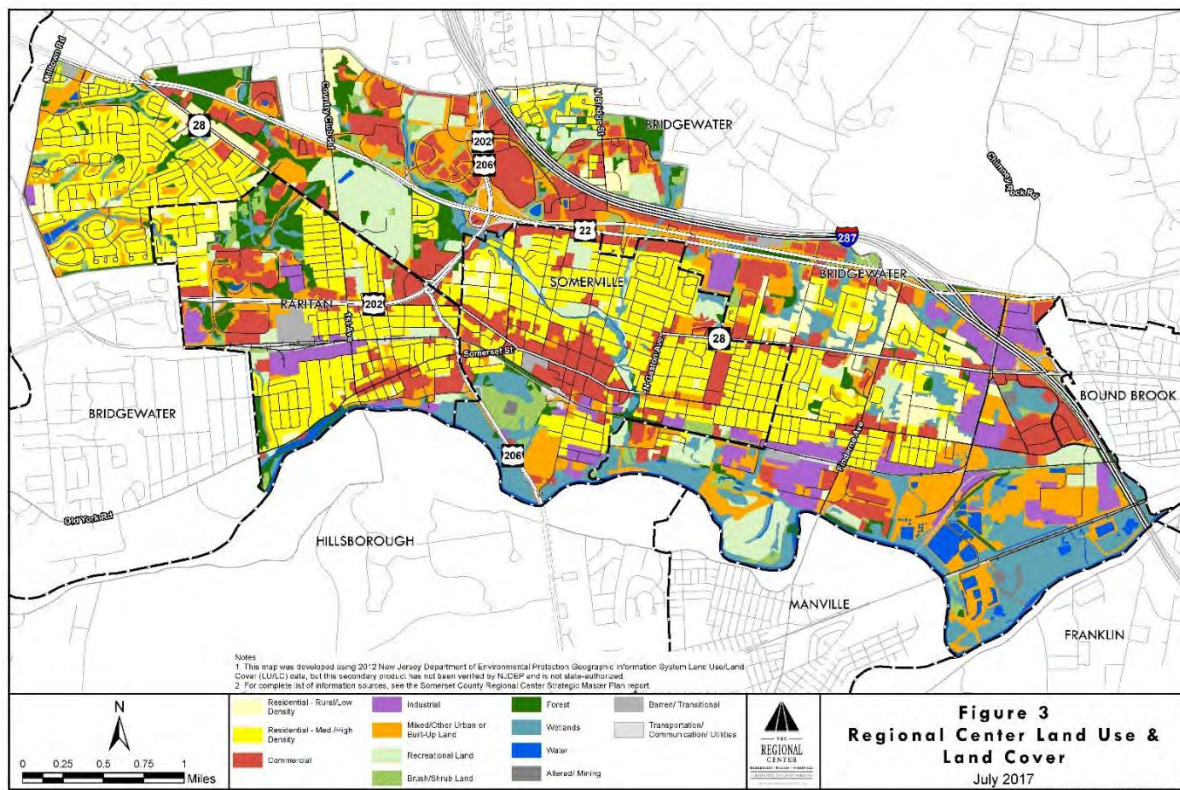 Milltown Rd
28
Country Club Rd
202
206
N Bridge St
BRIDGEWATER
Chimney Rock Rd
22
287
BRIDGEWATER
SOMERVILLE
RARITAN
202
1st Ave
28
Somerset St
N Gaston Ave
BOUND BROOK
BRIDGEWATER
Finderne Ave
206
Old York Rd
HILLSBOROUGH
MANVILLE
FRANKLIN
Notes
1. This map was developed using 2012 New Jersey Department of Environmental Protection Geographic Information System Land Use/Land
Cover (LU/LC) data, but this secondary product has not been verified by NJDEP and is not state-authorized.
2. For complete list of information sources, see the Somerset County Regional Center Strategic Master Plan report
N
0 0.25 0.5 0.75 1
Miles
Residential - Rural/Low
Density
Residential - Med./High
Density
Commercial
Industrial
Mixed/Other Urban or
Built-Up Land
Recreational Land
Brush/Shrub Land
Forest
Wetlands
Water
Altered/ Mining
Barren/ Transitional
Transportation/
Communication/ Utilities
THE
REGIONAL
CENTER
Figure 3
Regional Center Land Use &
Land Cover
July 2017